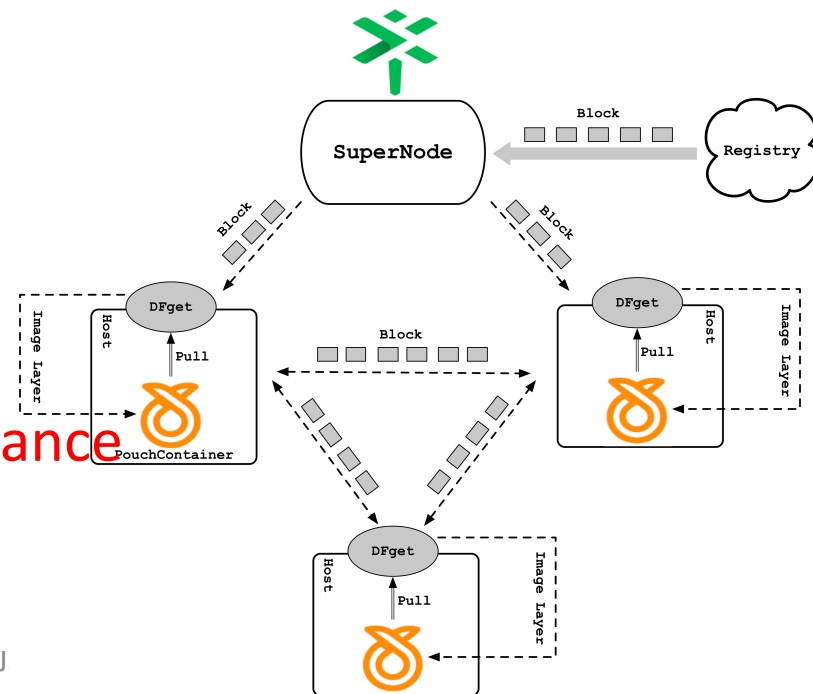 Block
SuperNode
Registry
Block
Block
DFget
DFget
Host
Image Layer
Pull
Block
Host
Image Layer
Pull
ance
PouchContainer
DFget
Host
Image Layer
Pull